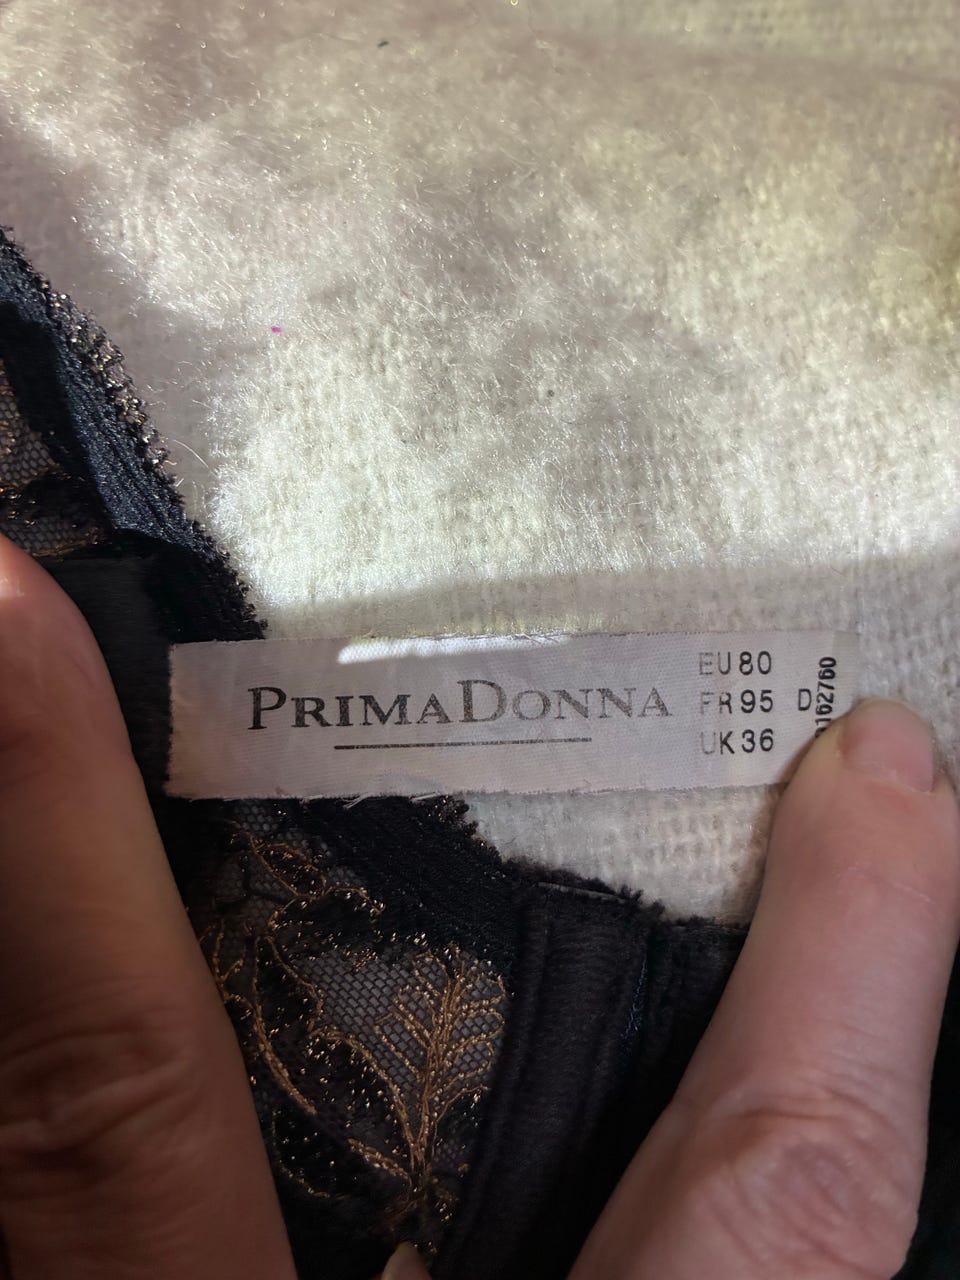 PRIMADONNA
EU 80
FR 95 D
UK 36